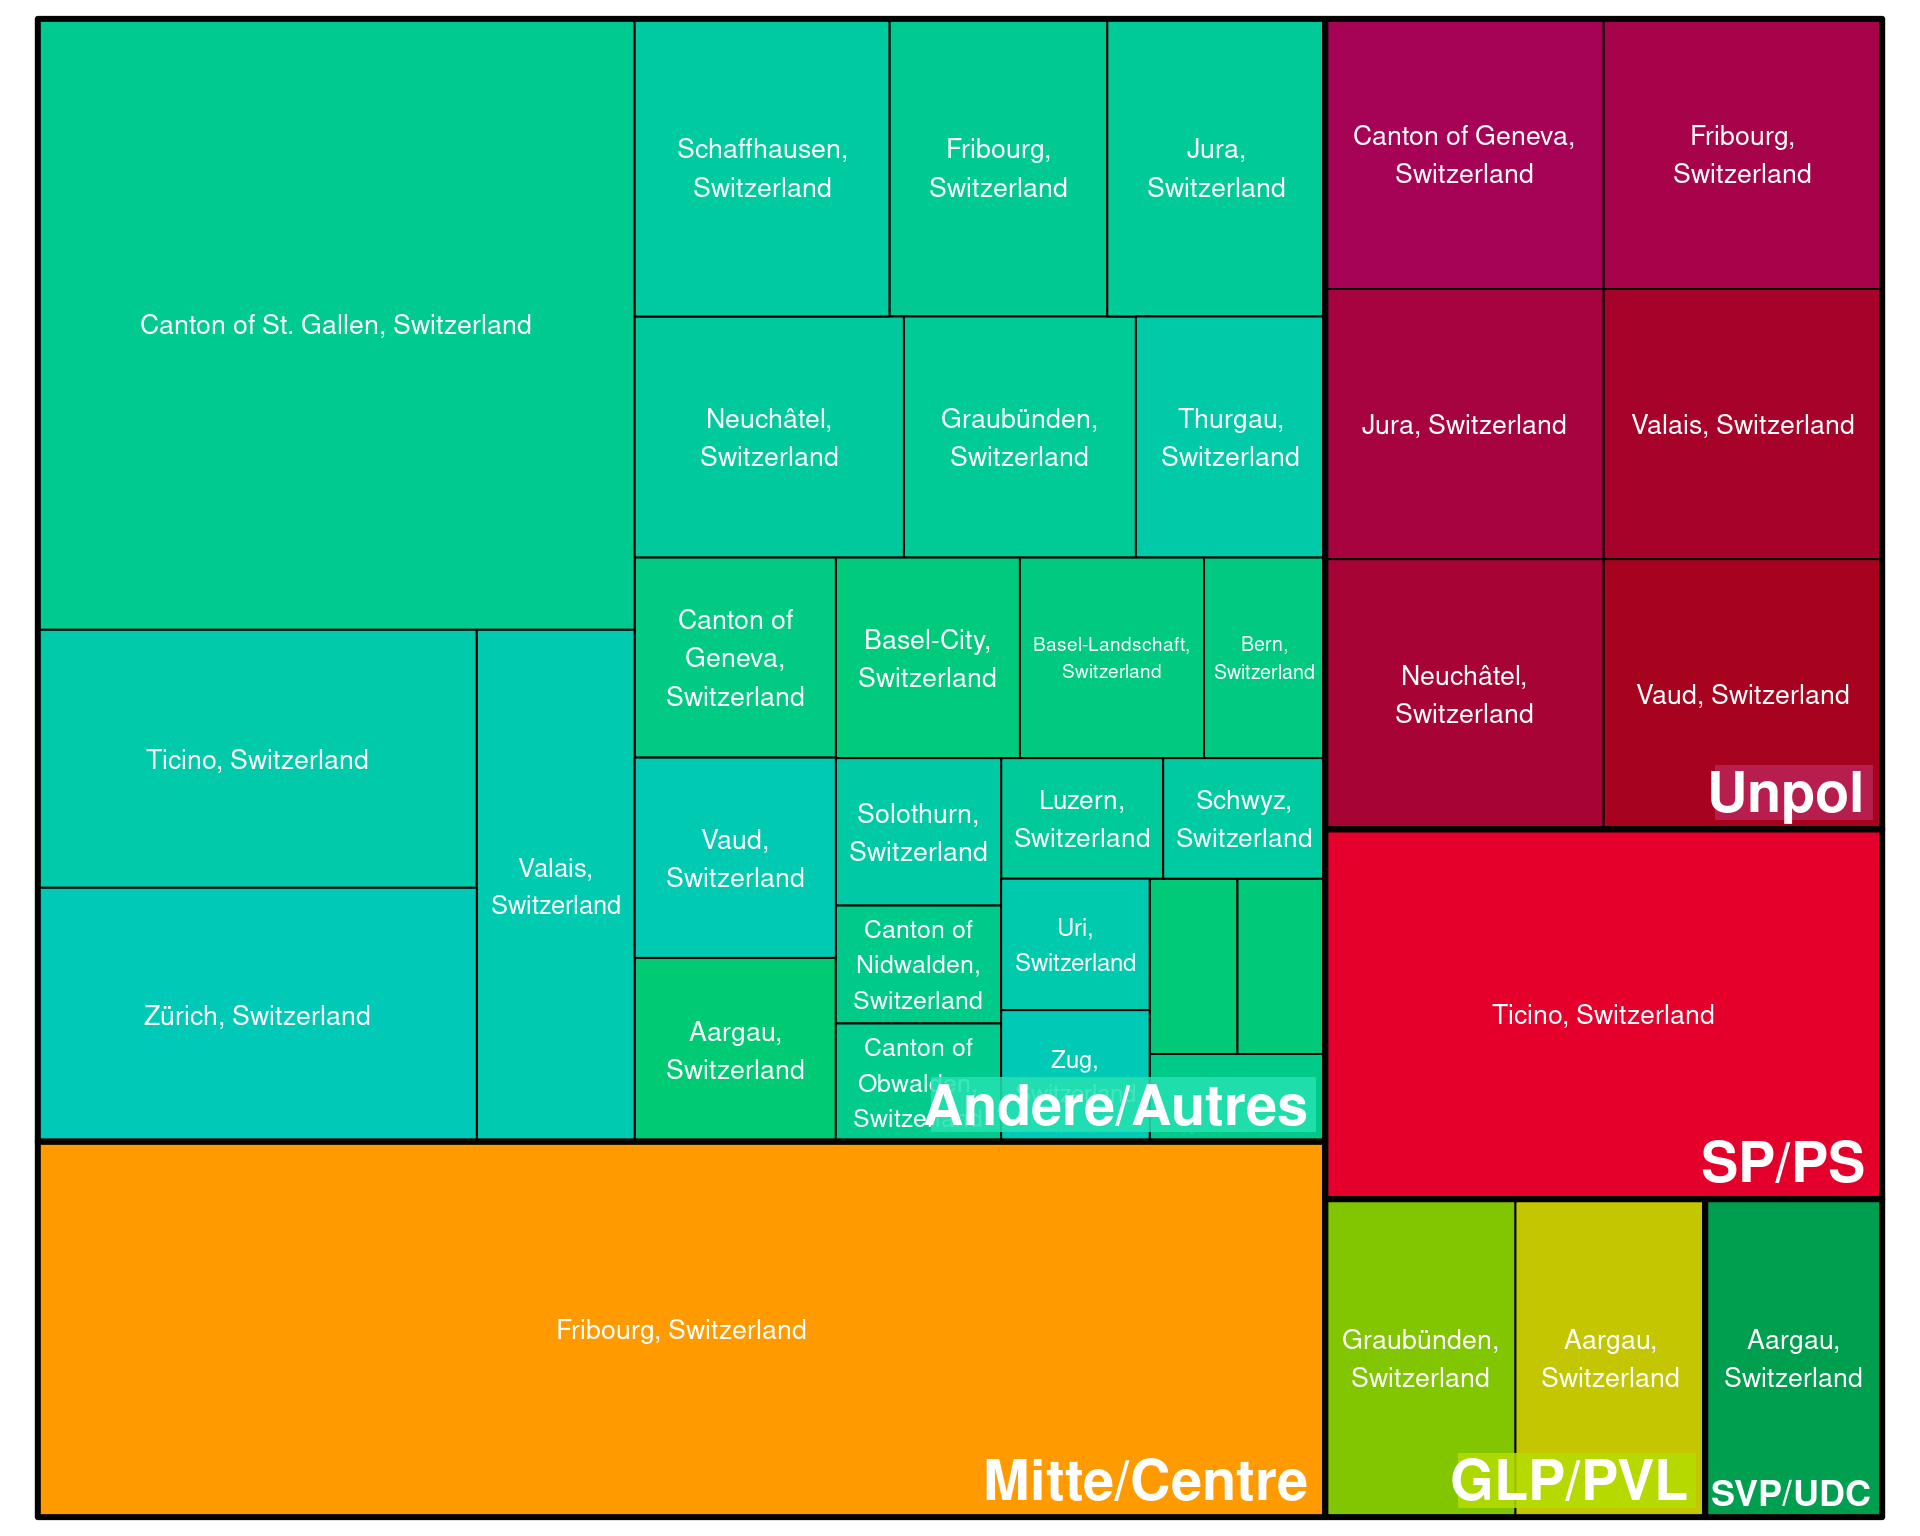 Canton of St. Gallen, Switzerland
Schaffhausen,
Switzerland
Fribourg,
Switzerland
Jura,
Switzerland
Neuchâtel,
Switzerland
Graubünden,
Switzerland
Thurgau,
Switzerland
Canton of
Geneva,
Switzerland
Basel-City,
Switzerland
Basel-Landschaft,
Switzerland
Bern,
Switzerland
Ticino, Switzerland
Zürich, Switzerland
Valais,
Switzerland
Vaud,
Switzerland
Aargau,
Switzerland
Solothurn,
Switzerland
Luzern,
Switzerland
Schwyz,
Switzerland
Canton of
Nidwalden,
Switzerland
Uri,
Switzerland
Canton of
Obwalden,
Switzerland
Zug,
Switzerland
Andere/Autres
Fribourg, Switzerland
Mitte/Centre
Canton of Geneva,
Switzerland
Fribourg,
Switzerland
Jura, Switzerland
Valais, Switzerland
Neuchâtel,
Switzerland
Vaud, Switzerland
Unpol
Ticino, Switzerland
SP/PS
Graubünden,
Switzerland
Aargau,
Switzerland
GLP/PVL
Aargau,
Switzerland
SVP/UDC